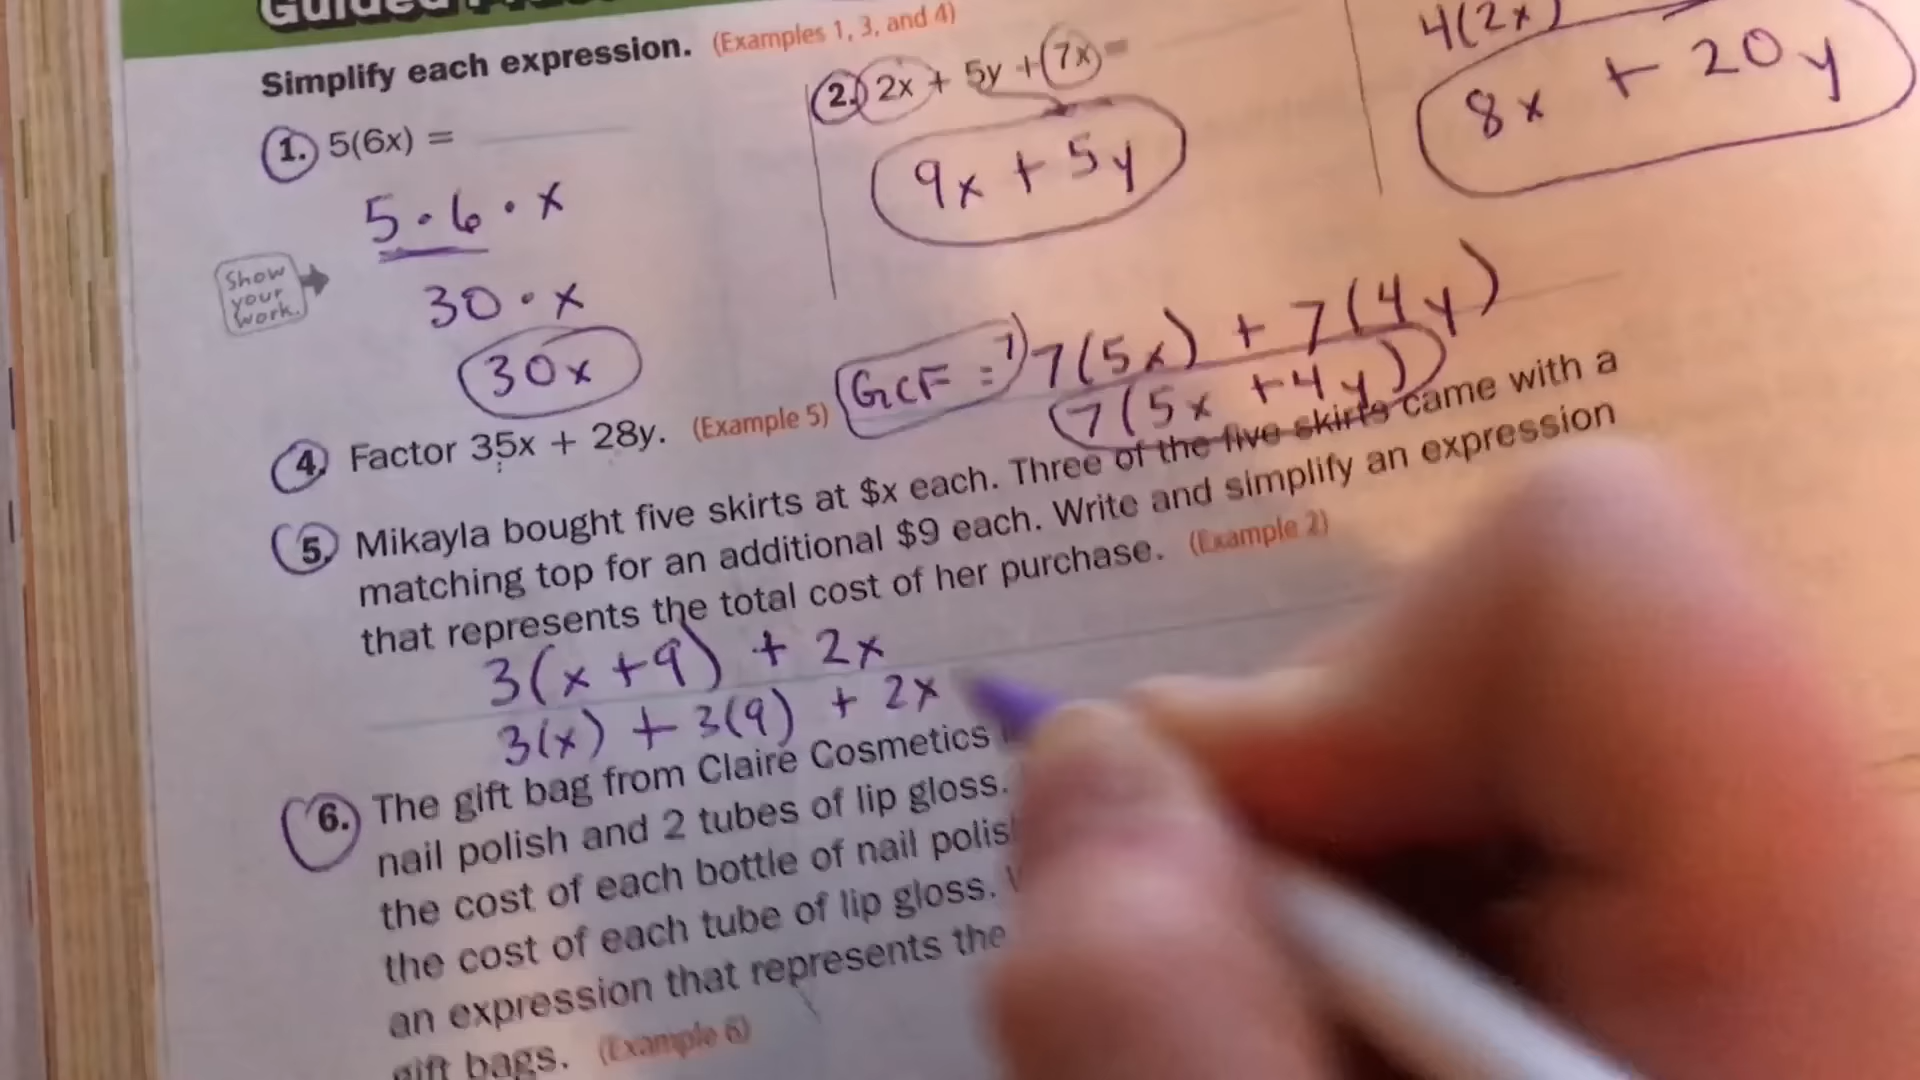 Guided
Simplify each expression. (Examples 1, 3, and 4)
1. 5(6x) =
5 · 6 · x
30 · x
30x
Show
your
work.
2. 2x + 5y + 7x =
9x + 5y
4(2x)
8x + 20y
4. Factor 35x + 28y. (Example 5)
GCF = 7
7(5x) + 7(4y)
7(5x + 4y)
5. Mikayla bought five skirts at $x each. Three of the five skirts came with a
matching top for an additional $9 each. Write and simplify an expression
that represents the total cost of her purchase. (Example 2)
3(x + 9) + 2x
3(x) + 3(9) + 2x
6. The gift bag from Claire Cosmetics
nail polish and 2 tubes of lip gloss.
the cost of each bottle of nail
the cost of each tube of lip gloss.
an expression that represents the
gift bags. (Example 6)